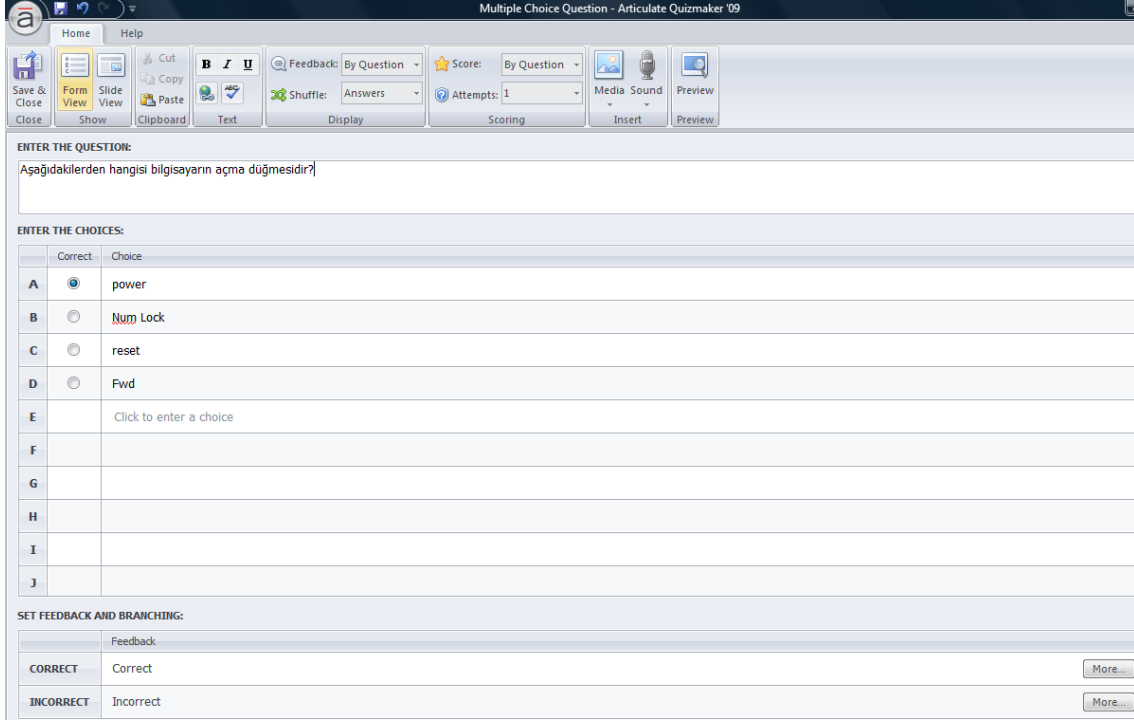 Multiple Choice Question - Articulate Quizmaker '09
Home Help
Save & Close
Form View
Slide View
Cut
Copy
Paste
B I U
ABC
Feedback: By Question
Shuffle: Answers
Score: By Question
Attempts: 1
Media
Sound
Preview
Close Show Clipboard Text Display Scoring Insert Preview
ENTER THE QUESTION:
Aşağıdakilerden hangisi bilgisayarın açma düğmesidir?
ENTER THE CHOICES:
Correct Choice
A power
B Num Lock
C reset
D Fwd
E Click to enter a choice
F
G
H
I
J
SET FEEDBACK AND BRANCHING:
Feedback
CORRECT Correct More...
INCORRECT Incorrect More...